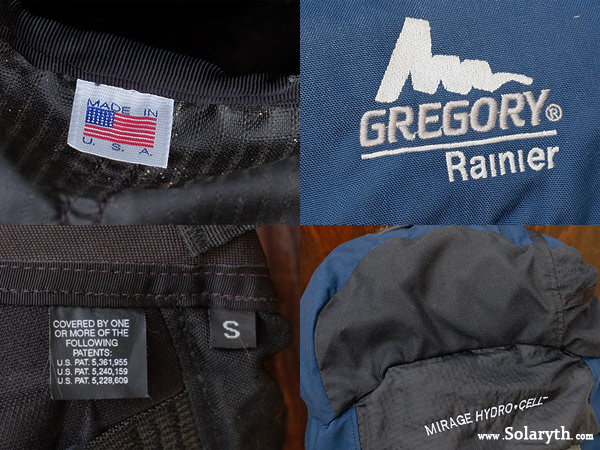 MADE IN
U. S. A.
GREGORY®
Rainier
COVERED BY ONE
OR MORE OF THE
FOLLOWING
PATENTS:
U.S. PAT. 5,361,955
U.S. PAT. 5,240,159
U.S. PAT. 5,228,609
S
MIRAGE HYDRO•CELL™
www.Solaryth.com